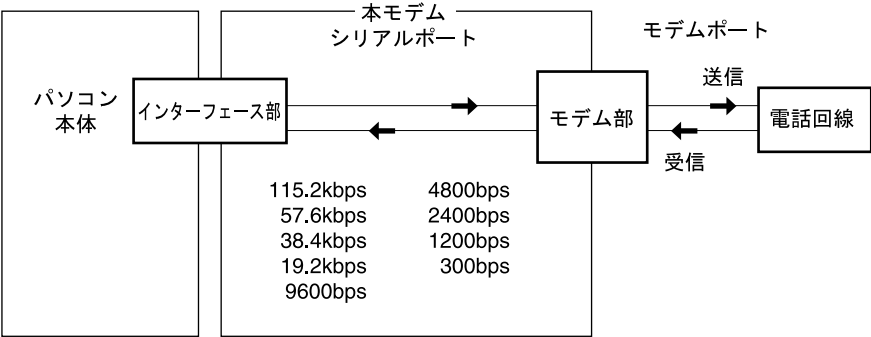 本モデム
シリアルポート
モデムポート
パソコン
本体
インターフェース部
モデム部
送信
受信
電話回線
115.2kbps
57.6kbps
38.4kbps
19.2kbps
9600bps
4800bps
2400bps
1200bps
300bps